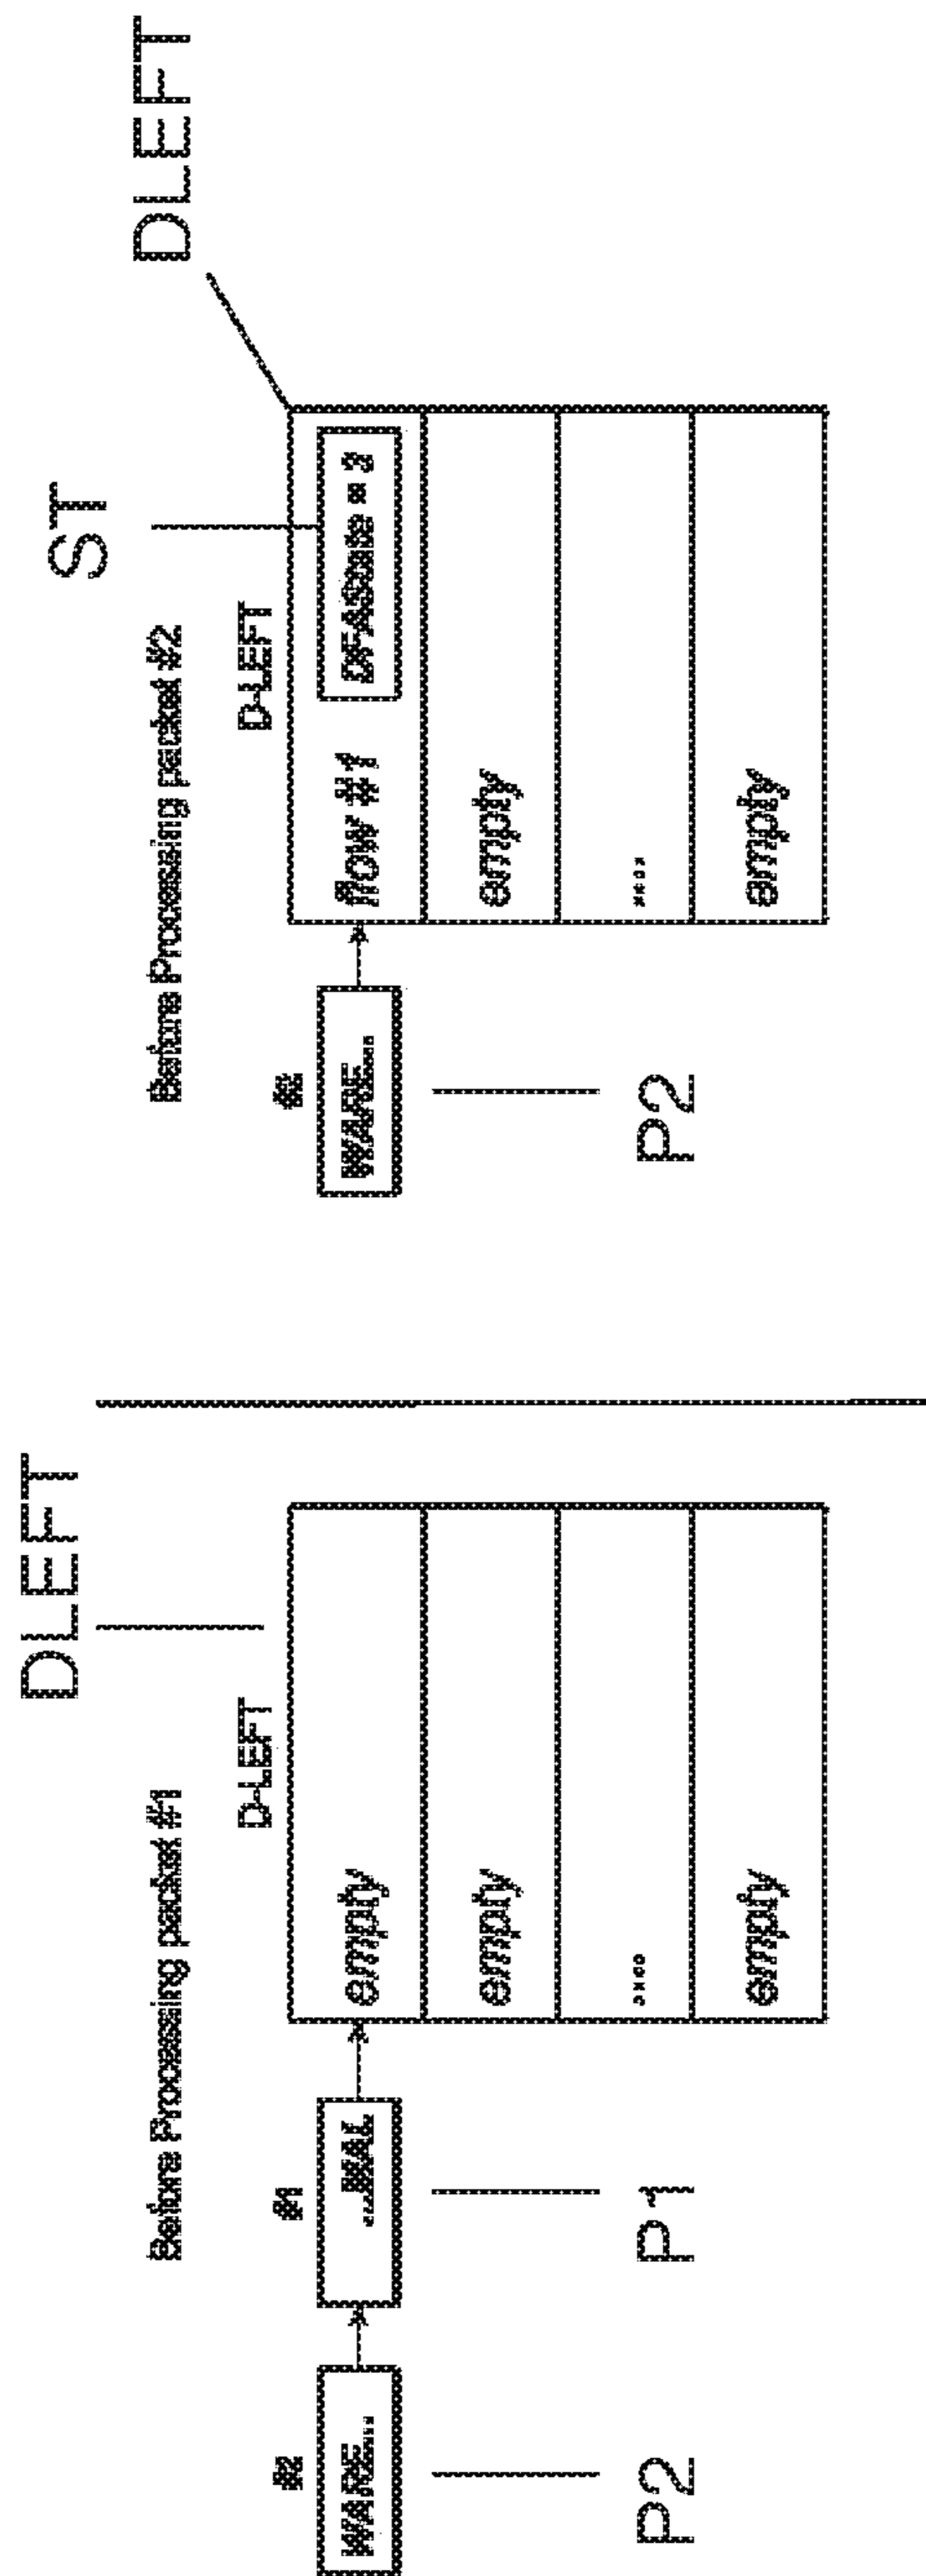 DLEFT
Before Processing packet #1
D-LEFT
#2
#1
WARE...
...MAL
empty
empty
....
empty
P2
P1
ST
DLEFT
Before Processing packet #2
D-LEFT
#2
WARE...
flow #1
DFAState = 3
empty
....
empty
P2